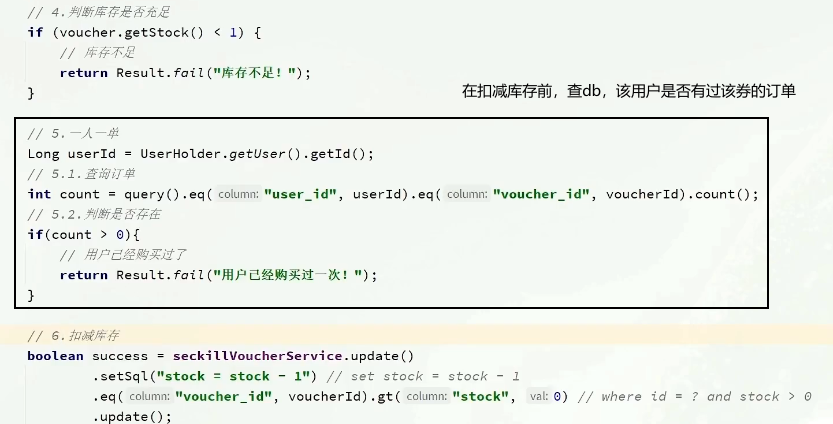 // 4.判断库存是否充足
if (voucher.getStock() < 1) {
// 库存不足
return Result.fail("库存不足！");
}
在扣减库存前，查db，该用户是否有过该券的订单
// 5.一人一单
Long userId = UserHolder.getUser().getId();
// 5.1.查询订单
int count = query().eq( column: "user_id", userId).eq( column: "voucher_id", voucherId).count();
// 5.2.判断是否存在
if(count > 0){
// 用户已经购买过了
return Result.fail("用户已经购买过一次！");
}
// 6.扣减库存
boolean success = seckillVoucherService.update()
.setSql("stock = stock - 1") // set stock = stock - 1
.eq( column: "voucher_id", voucherId).gt( column: "stock", val: 0) // where id = ? and stock > 0
.update();